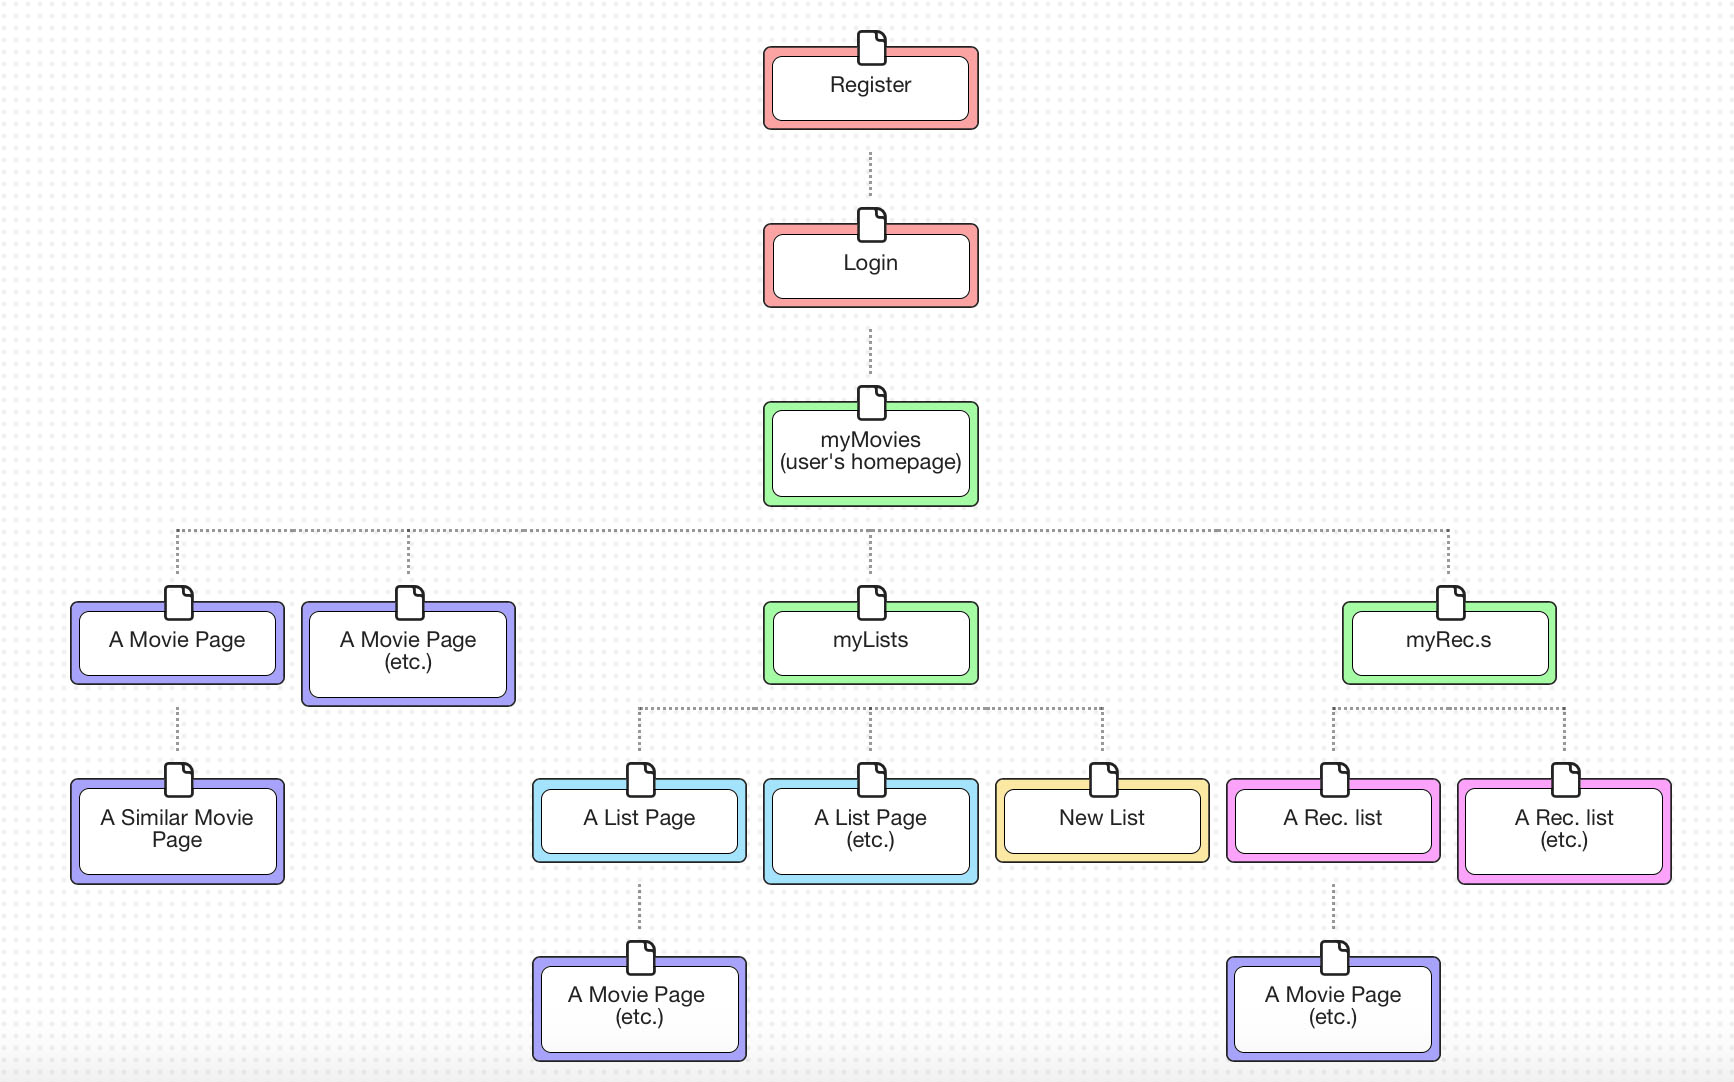 Register
Login
myMovies
(user's homepage)
A Movie Page
A Movie Page
(etc.)
myLists
myRec.s
A Similar Movie
Page
A List Page
A List Page
(etc.)
New List
A Rec. list
A Rec. list
(etc.)
A Movie Page
(etc.)
A Movie Page
(etc.)